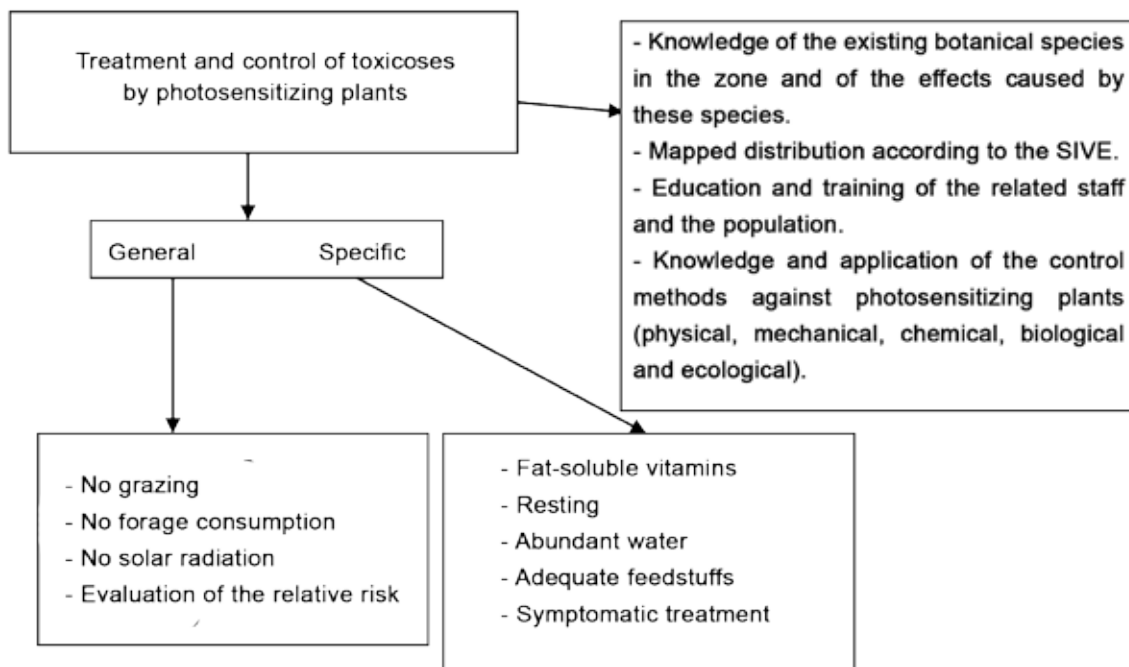 Treatment and control of toxicoses
by photosensitizing plants
- Knowledge of the existing botanical species
in the zone and of the effects caused by
these species.
- Mapped distribution according to the SIVE.
- Education and training of the related staff
and the population.
- Knowledge and application of the control
methods against photosensitizing plants
(physical, mechanical, chemical, biological
and ecological).
General Specific
- No grazing
- No forage consumption
- No solar radiation
- Evaluation of the relative risk
- Fat-soluble vitamins
- Resting
- Abundant water
- Adequate feedstuffs
- Symptomatic treatment